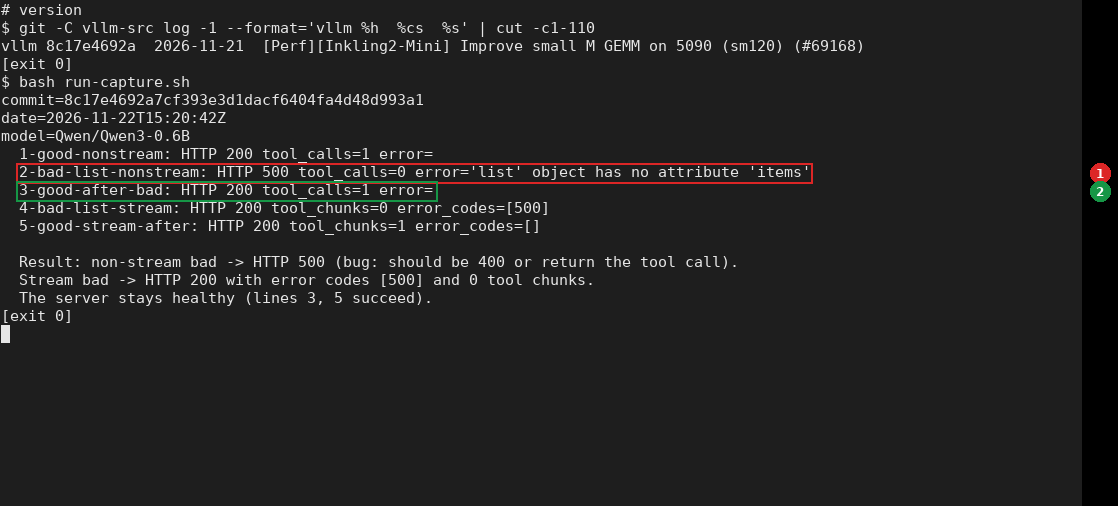 # version
$ git -C vllm-src log -1 --format='vllm %h  %cs  %s' | cut -c1-110
vllm 8c17e4692a  2026-11-21  [Perf][Inkling2-Mini] Improve small M GEMM on 5090 (sm120) (#69168)
[exit 0]
$ bash run-capture.sh
commit=8c17e4692a7cf393e3d1dacf6404fa4d48d993a1
date=2026-11-22T15:20:42Z
model=Qwen/Qwen3-0.6B
  1-good-nonstream: HTTP 200 tool_calls=1 error=
  2-bad-list-nonstream: HTTP 500 tool_calls=0 error='list' object has no attribute 'items' 1
  3-good-after-bad: HTTP 200 tool_calls=1 error= 2
  4-bad-list-stream: HTTP 200 tool_chunks=0 error_codes=[500]
  5-good-stream-after: HTTP 200 tool_chunks=1 error_codes=[]

  Result: non-stream bad -> HTTP 500 (bug: should be 400 or return the tool call).
  Stream bad -> HTTP 200 with error codes [500] and 0 tool chunks.
  The server stays healthy (lines 3, 5 succeed).
[exit 0]